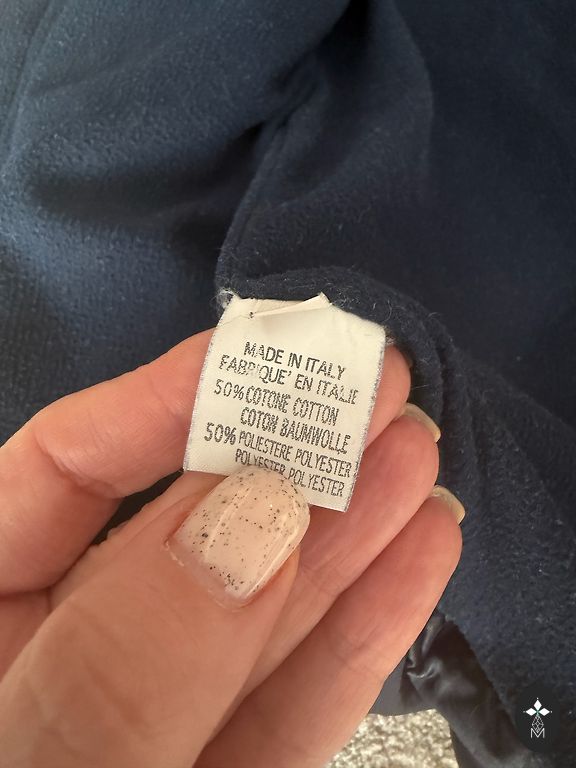 MADE IN ITALY
FABRIQUE' EN ITALIE
50% COTONE COTTON
COTON BAUMWOLLE
50% POLIESTERE POLYESTER
POLYESTER POLYESTER
M